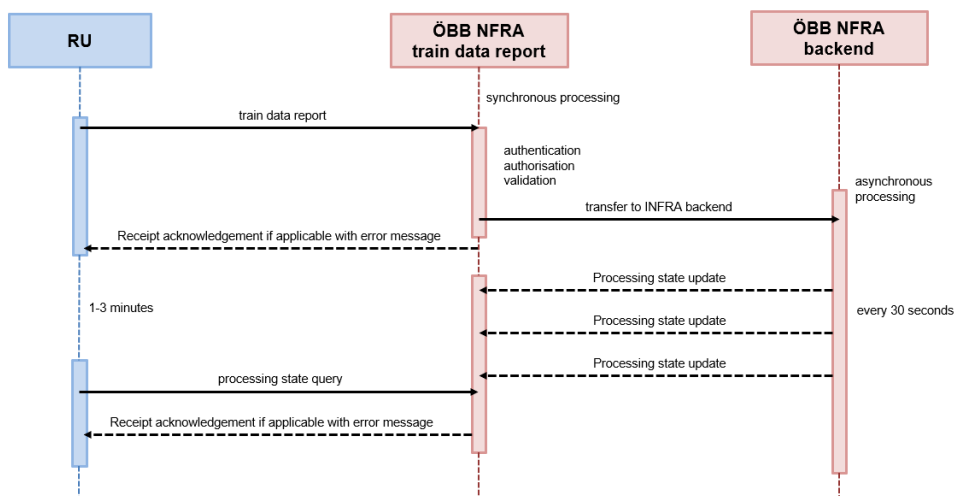 RU
ÖBB NFRA
train data report
ÖBB NFRA
backend
synchronous processing
train data report
authentication
authorisation
validation
asynchronous
processing
transfer to INFRA backend
Receipt acknowledgement if applicable with error message
Processing state update
1-3 minutes
every 30 seconds
Processing state update
Processing state update
processing state query
Receipt acknowledgement if applicable with error message